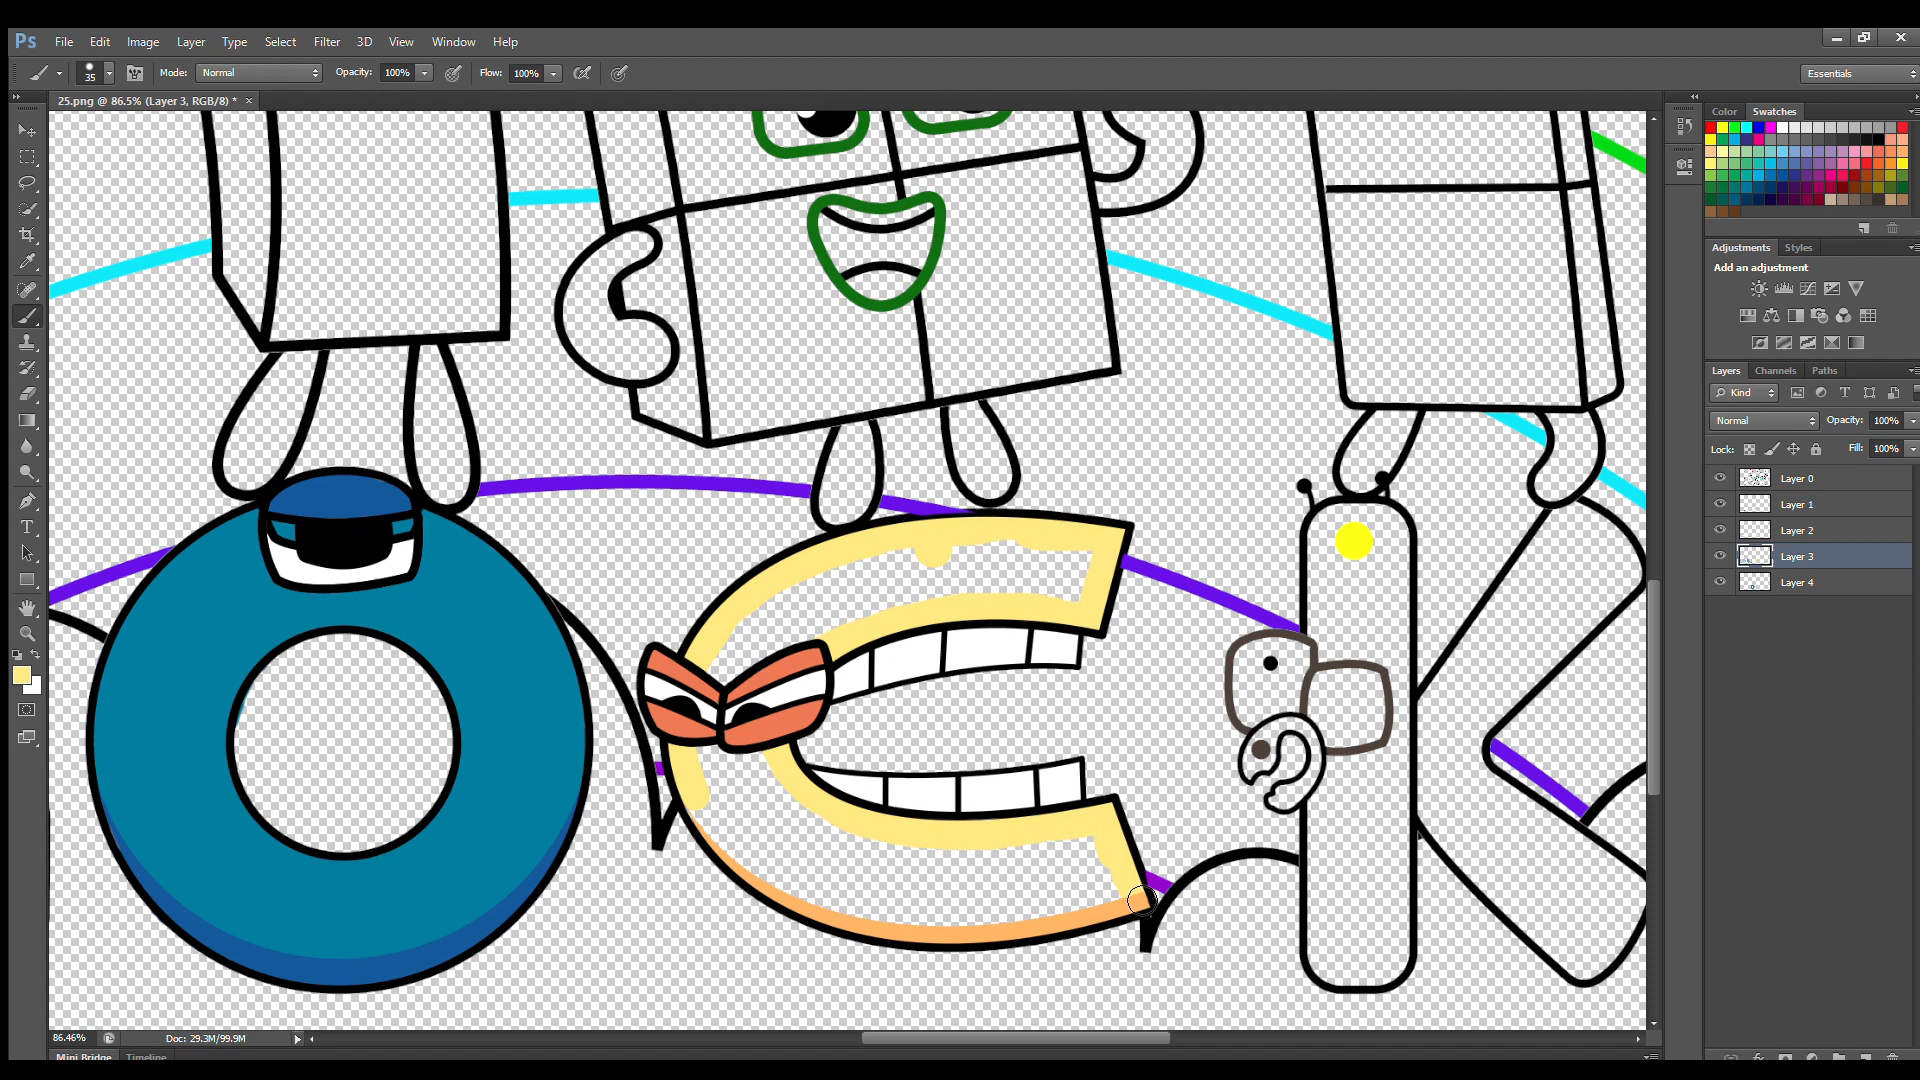 Ps File Edit Image Layer Type Select Filter 3D View Window Help
35 Mode: Normal Opacity: 100% Flow: 100% Essentials
25.png @ 86.5% (Layer 3, RGB/8) * ×
Color Swatches
Adjustments Styles
Add an adjustment
Layers Channels Paths
Kind
Normal Opacity: 100%
Lock: Fill: 100%
Layer 0
Layer 1
Layer 2
Layer 3
Layer 4
86.46% Doc: 29.3M/99.9M
Mini Bridge Timeline